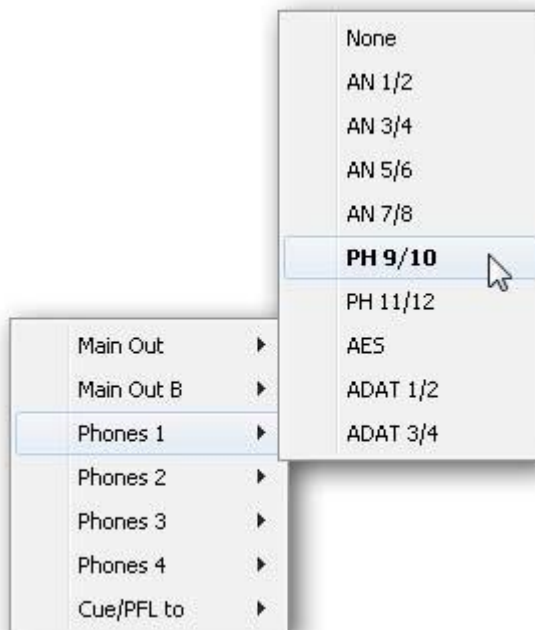 None
AN 1/2
AN 3/4
AN 5/6
AN 7/8
PH 9/10
PH 11/12
AES
ADAT 1/2
ADAT 3/4
Main Out
Main Out B
Phones 1
Phones 2
Phones 3
Phones 4
Cue/PFL to